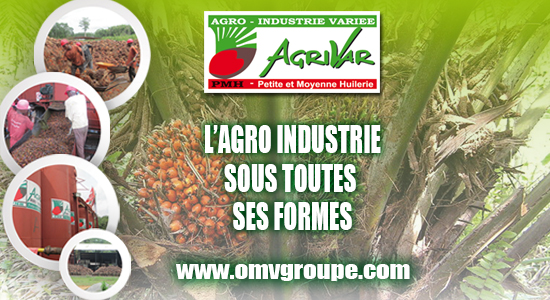 AGRO - INDUSTRIE VARIEE
AGRIVAR
PMH - Petite et Moyenne Huilerie
L'AGRO INDUSTRIE
SOUS TOUTES
SES FORMES
www.omvgroupe.com